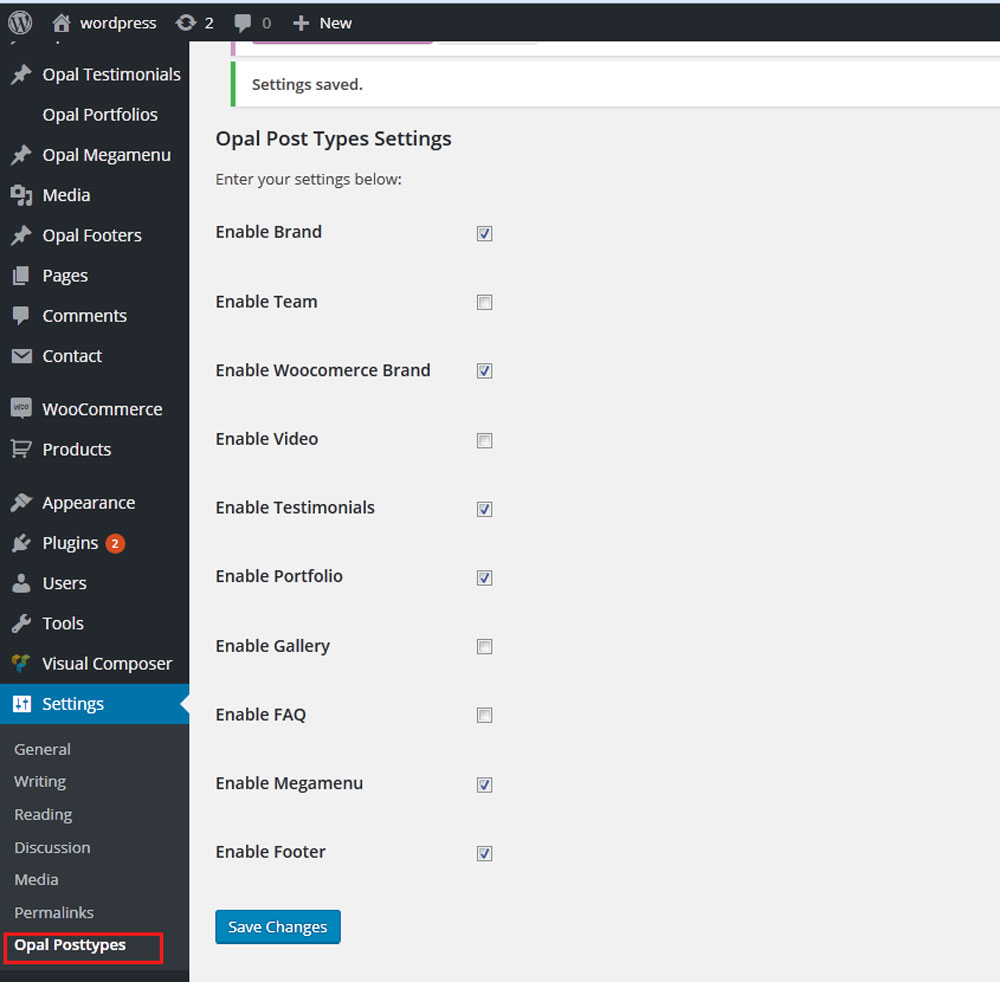 wordpress 2 0 + New
Opal Testimonials
Opal Portfolios
Opal Megamenu
Media
Opal Footers
Pages
Comments
Contact
woo WooCommerce
Products
Appearance
Plugins 2
Users
Tools
Visual Composer
Settings
General
Writing
Reading
Discussion
Media
Permalinks
Opal Posttypes
Settings saved.
Opal Post Types Settings
Enter your settings below:
Enable Brand
Enable Team
Enable Woocomerce Brand
Enable Video
Enable Testimonials
Enable Portfolio
Enable Gallery
Enable FAQ
Enable Megamenu
Enable Footer
Save Changes